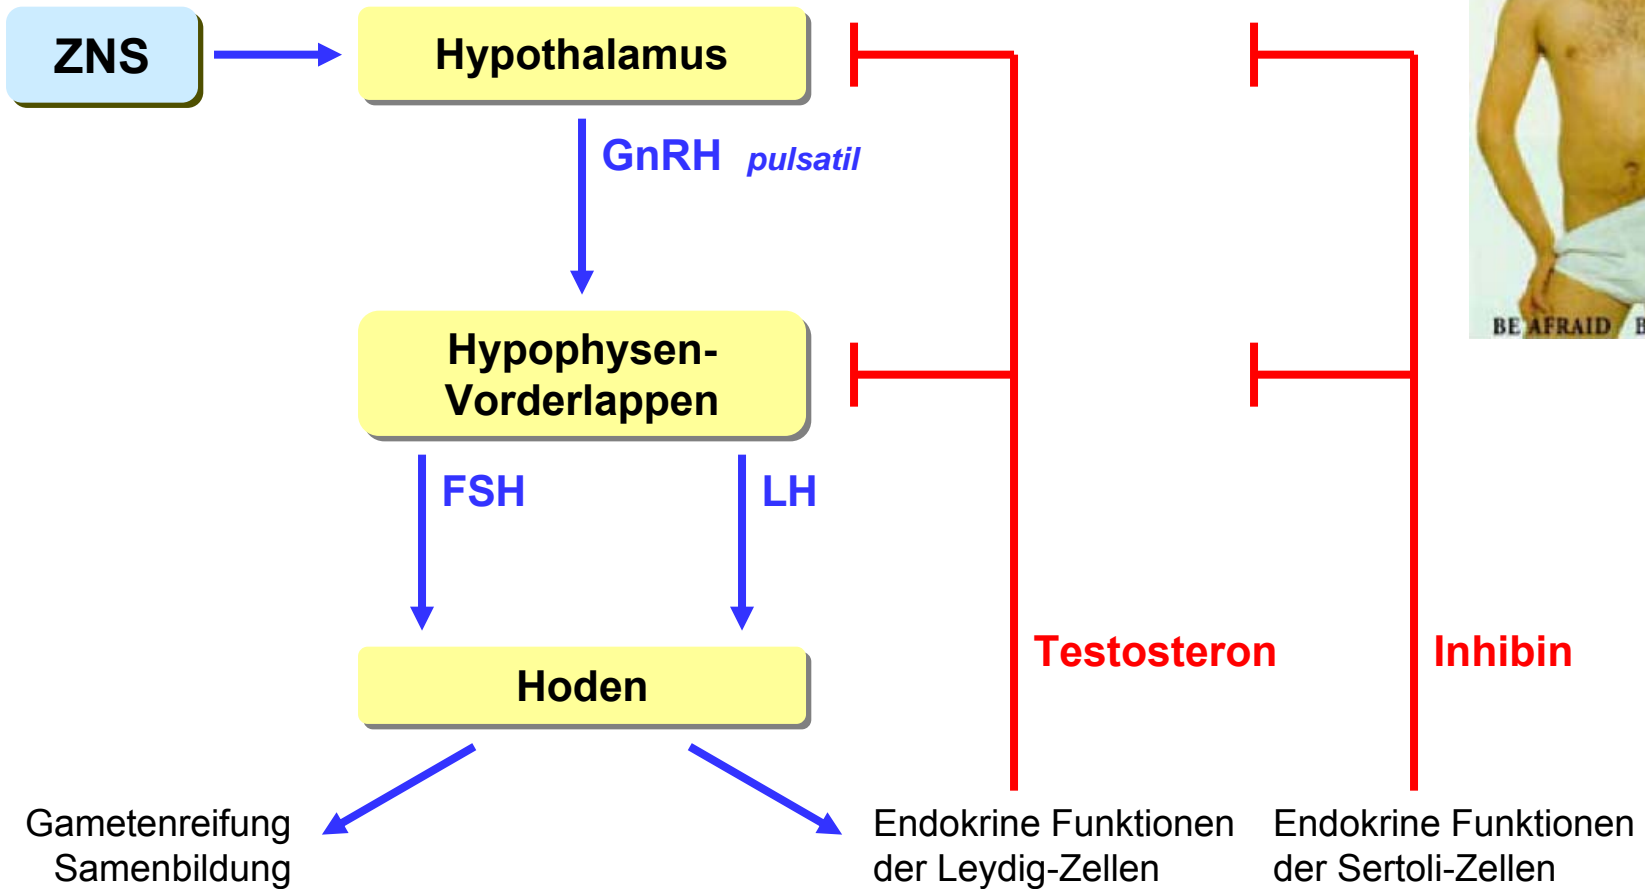 ZNS
Hypothalamus
GnRH pulsatil
Hypophysen-
Vorderlappen
FSH
LH
Hoden
Testosteron
Inhibin
Gametenreifung
Samenbildung
Endokrine Funktionen
der Leydig-Zellen
Endokrine Funktionen
der Sertoli-Zellen
BE AFRAID